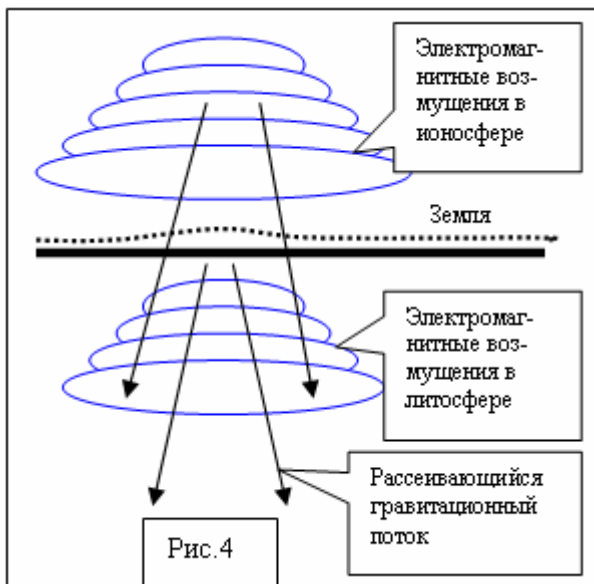 Электромаг-
нитные воз-
мущения в
ионосфере
Земля
Электромаг-
нитные воз-
мущения в
литосфере
Рассеивающийся
гравитационный
поток
Рис.4